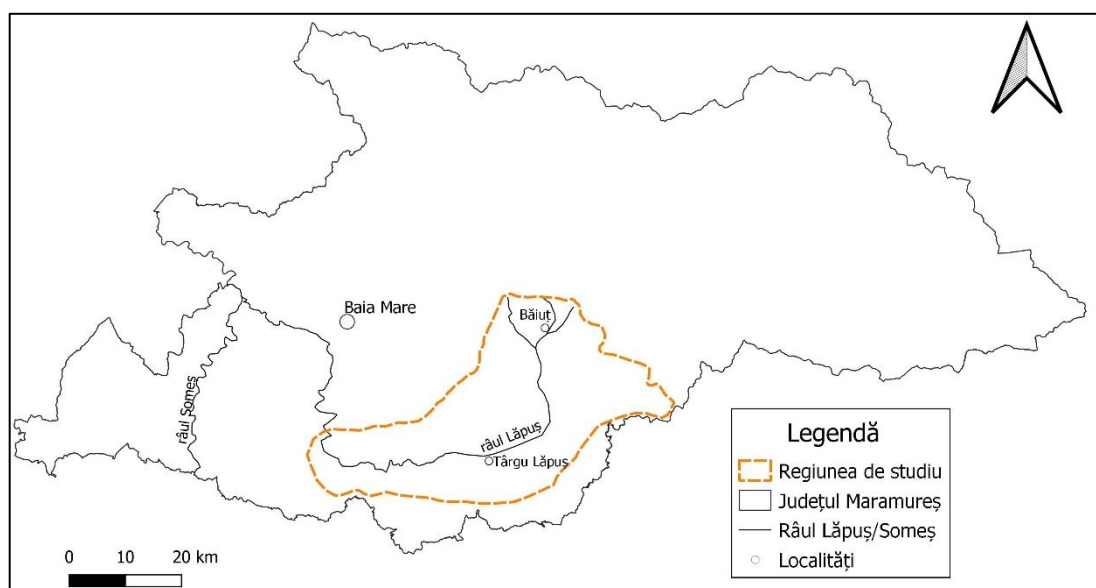 Baia Mare
Băiuț
râul Someș
râul Lăpuș
Târgu Lăpuș
Legendă
Regiunea de studiu
Județul Maramureș
Râul Lăpuș/Someș
Localități
0 10 20 km